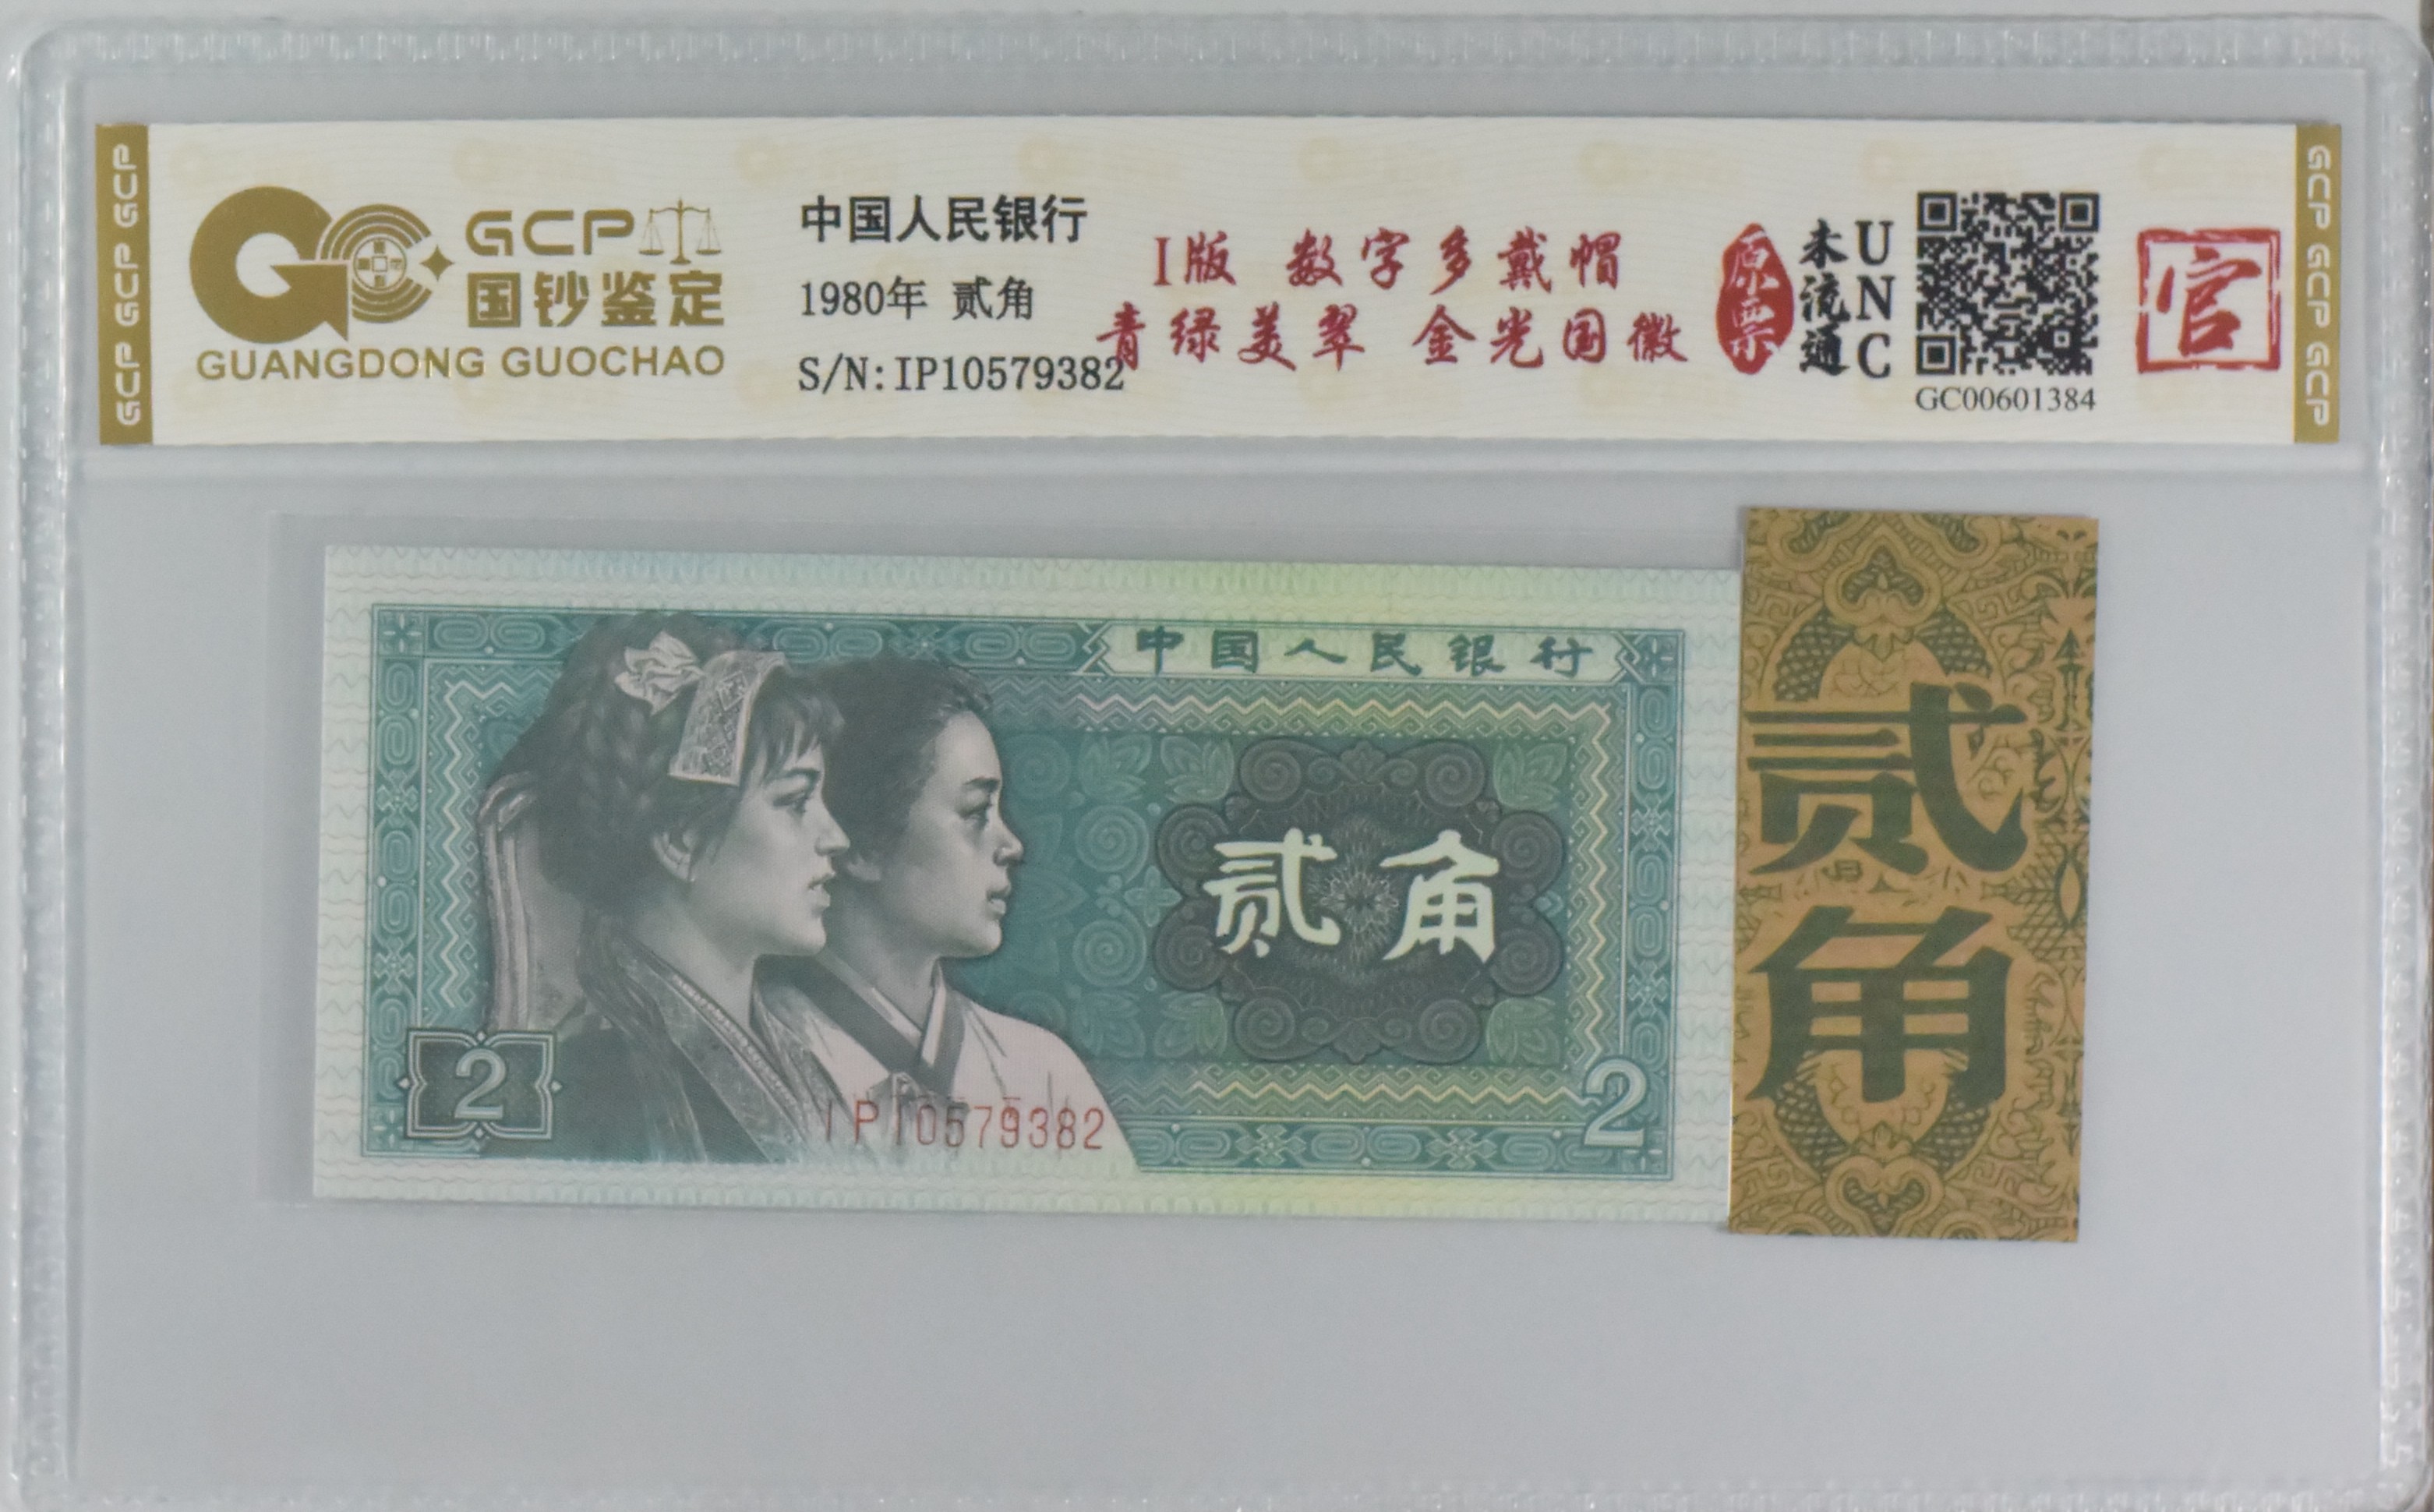 GCP GCP GCP GCP
GCP
国钞鉴定
GUANGDONG GUOCHAO
中国人民银行
1980年 贰角
S/N:IP10579382
I版 数字多戴帽
青绿美翠 金光国徽
原票
未流通
UNC
GC00601384
官
GCP GCP GCP GCP
中国人民银行
贰角
2
IP10579382
2
贰角